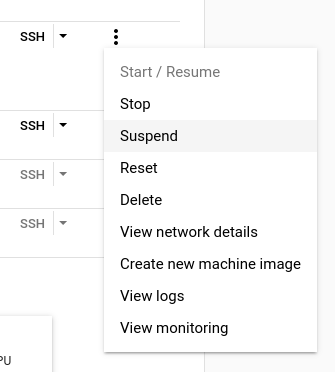 SSH
Start / Resume
Stop
Suspend
SSH
Reset
SSH
Delete
SSH
View network details
Create new machine image
View logs
View monitoring
PU